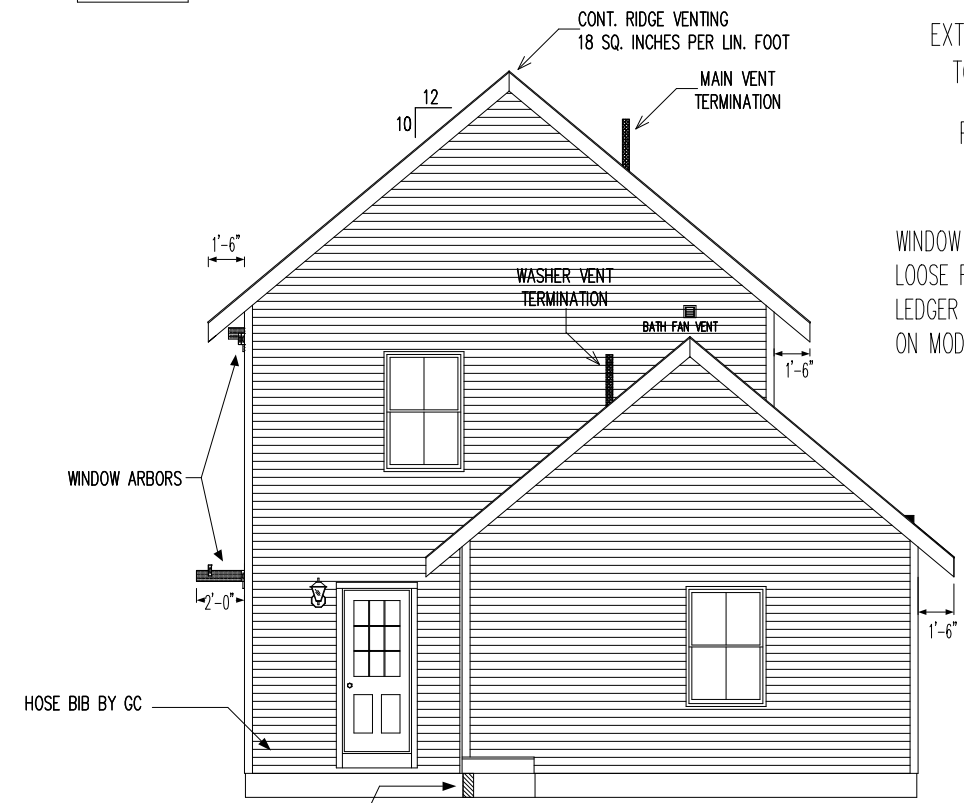 CONT. RIDGE VENTING
18 SQ. INCHES PER LIN. FOOT
EXT
MAIN VENT
TERMINATION
12
10
1'-6"
WINDOW
LOOSE
LEDGER
ON MOD
WASHER VENT
TERMINATION
BATH FAN VENT
1'-6"
WINDOW ARBORS
2'-0"
1'-6"
HOSE BIB BY GC